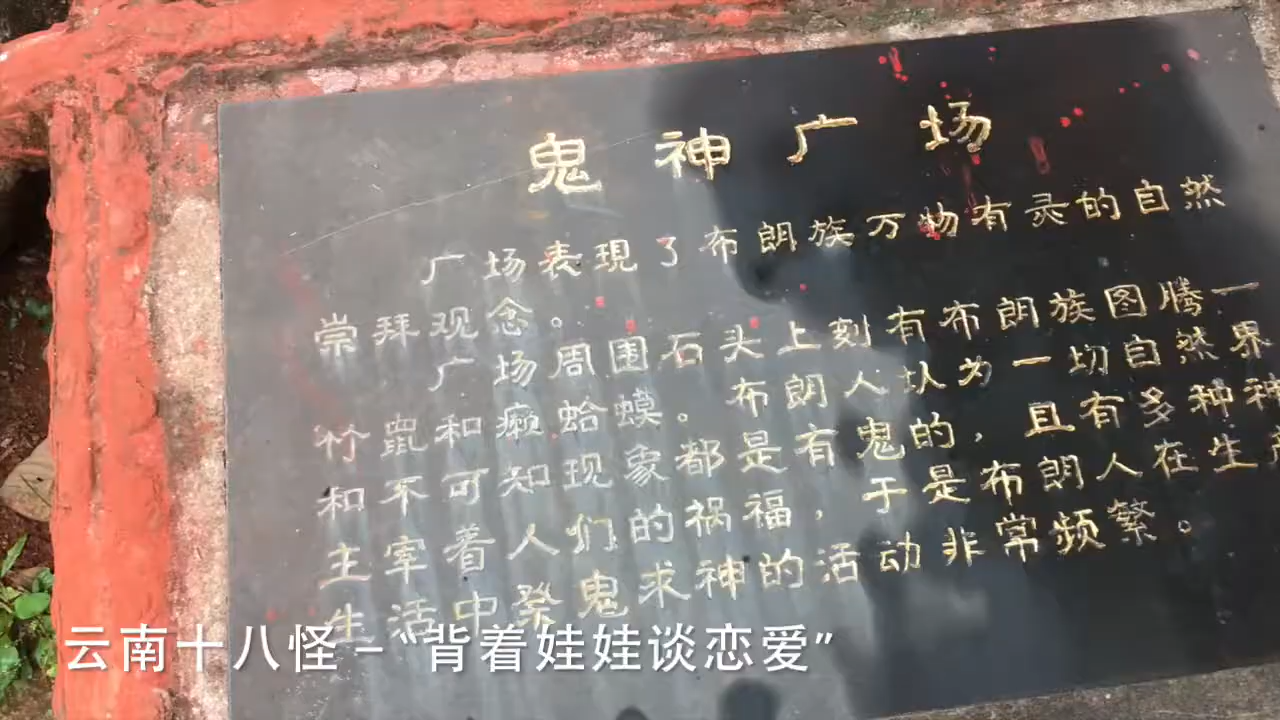 鬼神广场
广场表现了布朗族万物有灵的自然
崇拜观念。
广场周围石头上刻有布朗族图腾一
竹鼠和癞蛤蟆。布朗人认为一切自然界
和不可知现象都是有鬼的，且有多种神
主宰着人们的祸福，于是布朗人在生产
生活中祭鬼求神的活动非常频繁。
云南十八怪 – “背着娃娃谈恋爱”